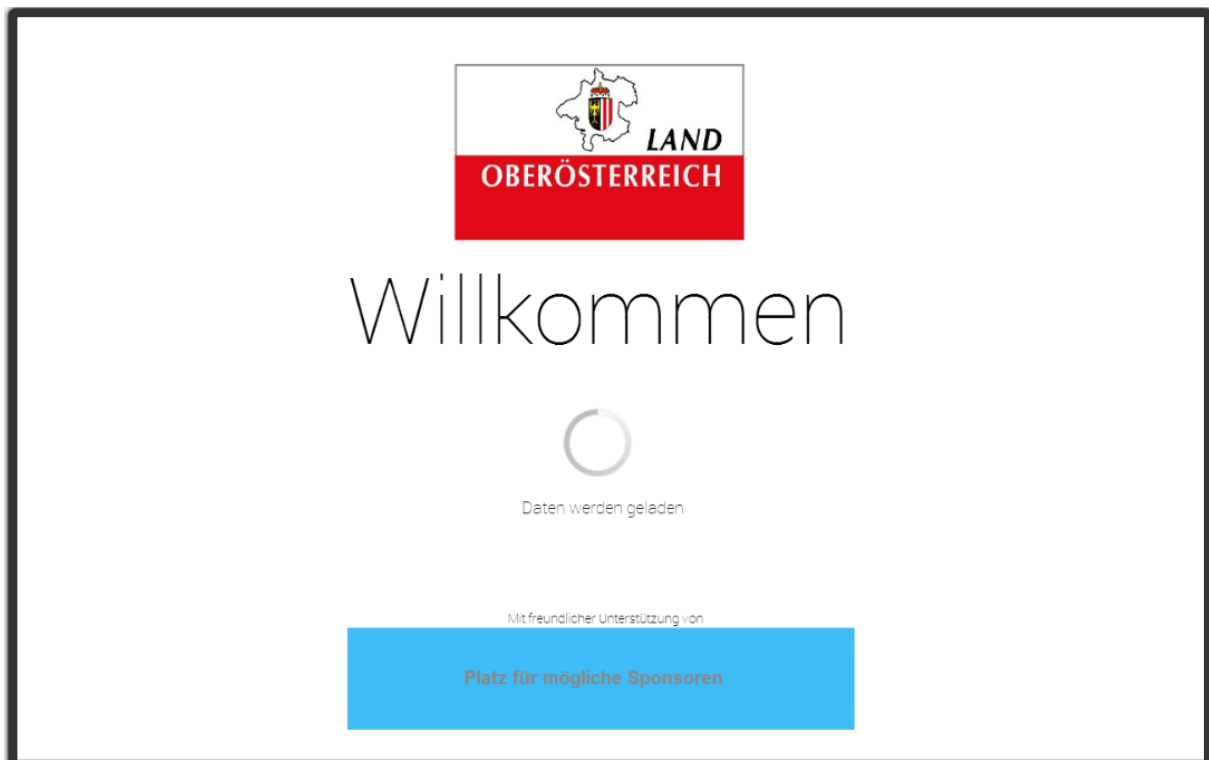 LAND
OBERÖSTERREICH
Willkommen
Daten werden geladen
Mit freundlicher Unterstützung von
Platz für mögliche Sponsoren